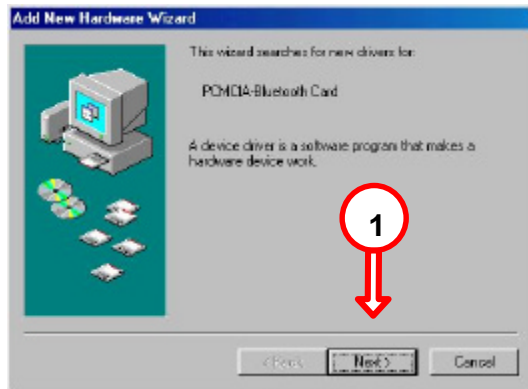 Add New Hardware Wizard
This wizard searches for new drivers for:
PCMCIA-Bluetooth Card
A device driver is a software program that makes a
hardware device work.
1
< Back
Next >
Cancel